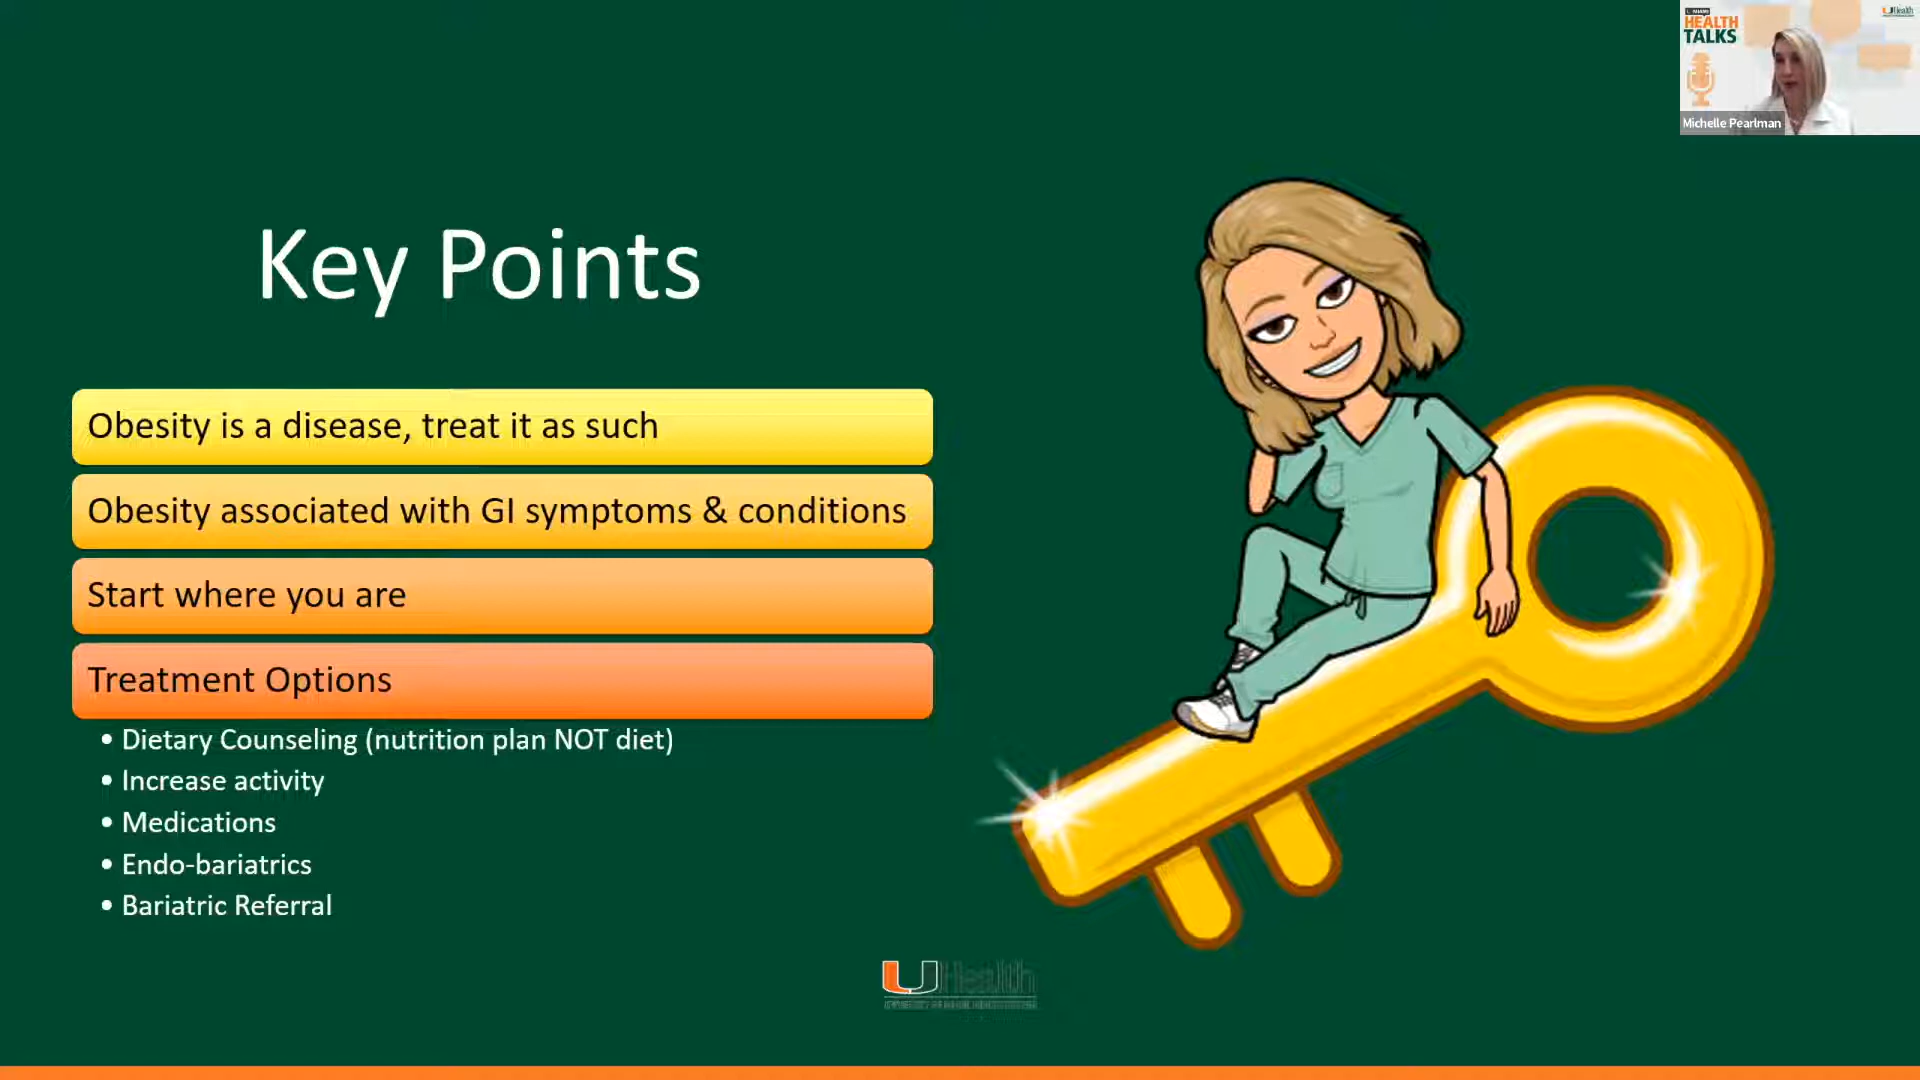 Key Points
Obesity is a disease, treat it as such
Obesity associated with GI symptoms & conditions
Start where you are
Treatment Options
• Dietary Counseling (nutrition plan NOT diet)
• Increase activity
• Medications
• Endo-bariatrics
• Bariatric Referral
UHealth
HEALTH
TALKS
UHealth
Michelle Pearlman